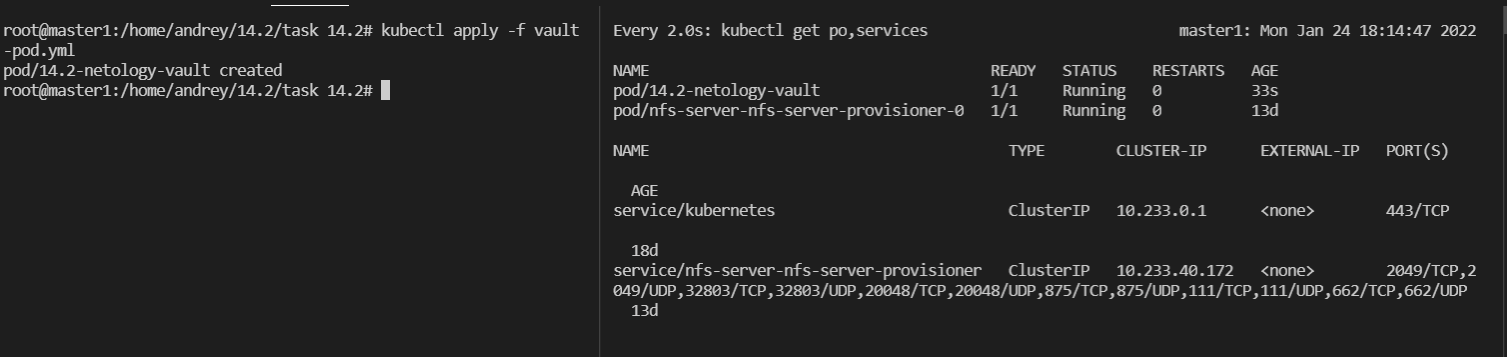 root@master1:/home/andrey/14.2/task 14.2# kubectl apply -f vault
-pod.yml
pod/14.2-netology-vault created
root@master1:/home/andrey/14.2/task 14.2#
Every 2.0s: kubectl get po,services master1: Mon Jan 24 18:14:47 2022
NAME READY STATUS RESTARTS AGE
pod/14.2-netology-vault 1/1 Running 0 33s
pod/nfs-server-nfs-server-provisioner-0 1/1 Running 0 13d
NAME TYPE CLUSTER-IP EXTERNAL-IP PORT(S)
AGE
service/kubernetes ClusterIP 10.233.0.1 <none> 443/TCP
18d
service/nfs-server-nfs-server-provisioner ClusterIP 10.233.40.172 <none> 2049/TCP,2
049/UDP,32803/TCP,32803/UDP,20048/TCP,20048/UDP,875/TCP,875/UDP,111/TCP,111/UDP,662/TCP,662/UDP
13d